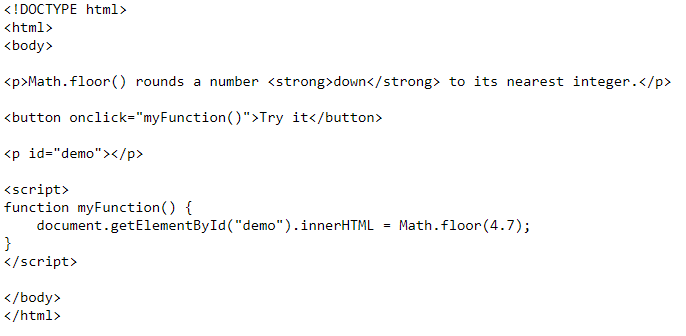 <!DOCTYPE html>
<html>
<body>

<p>Math.floor() rounds a number <strong>down</strong> to its nearest integer.</p>

<button onclick="myFunction()">Try it</button>

<p id="demo"></p>

<script>
function myFunction() {
    document.getElementById("demo").innerHTML = Math.floor(4.7);
}
</script>

</body>
</html>